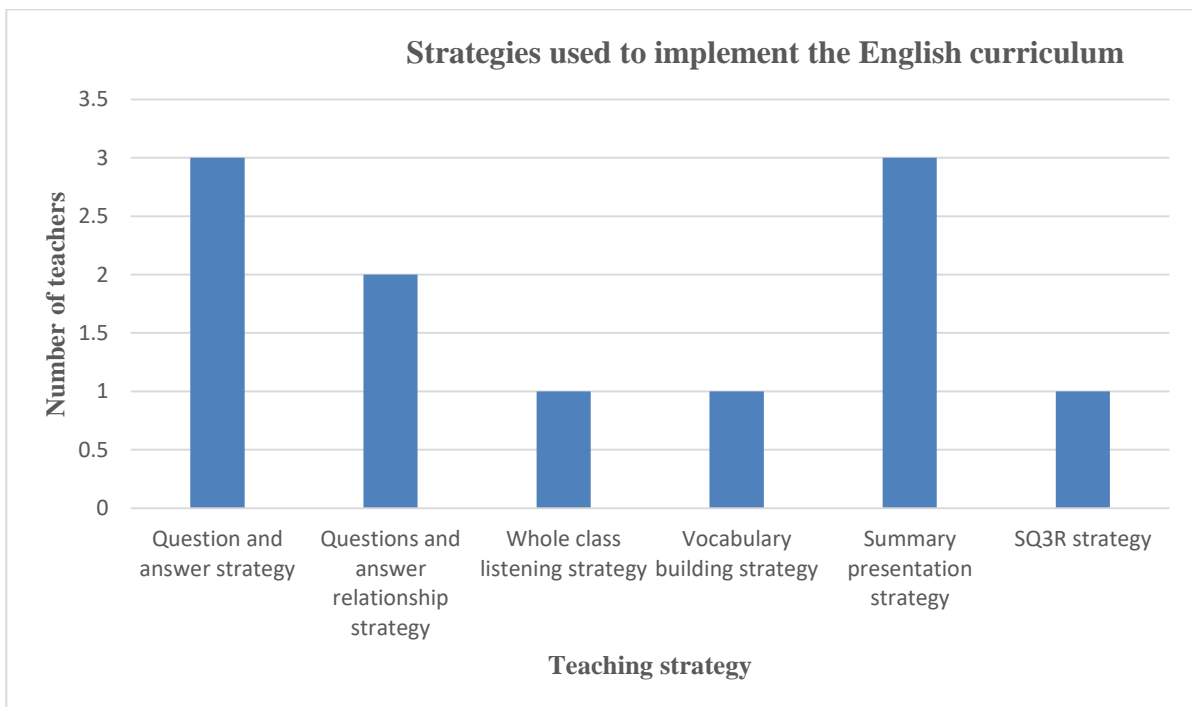 Strategies used to implement the English curriculum
3.5
3
2.5
2
1.5
1
0.5
0
Number of teachers
Question and
answer strategy
Questions and
answer
relationship
strategy
Whole class
listening strategy
Vocabulary
building strategy
Summary
presentation
strategy
SQ3R strategy
Teaching strategy